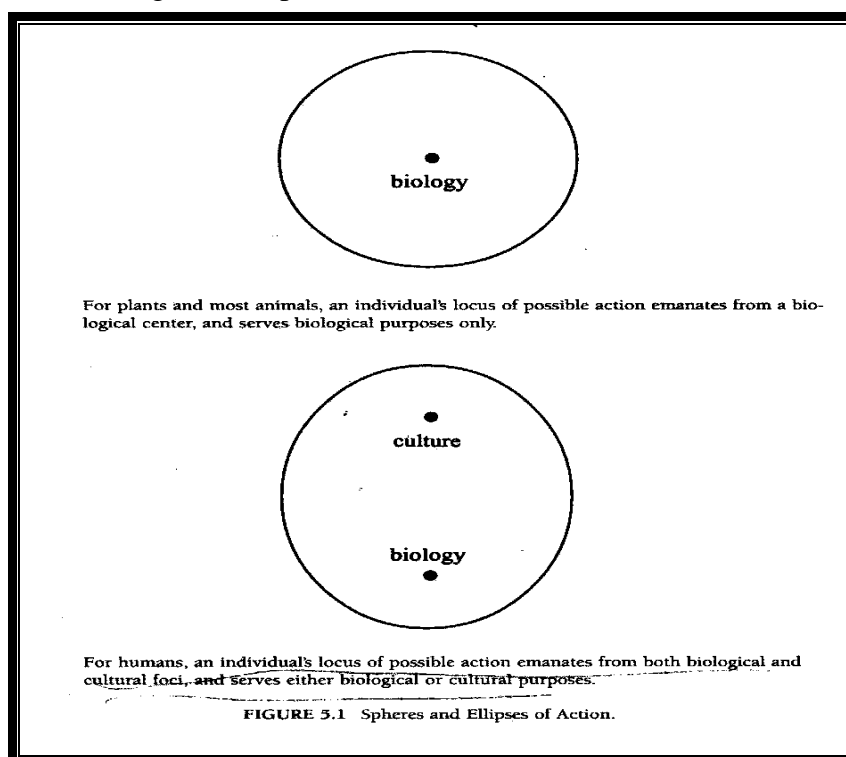 biology
For plants and most animals, an individual's locus of possible action emanates from a bio-
logical center, and serves biological purposes only.
culture
biology
For humans, an individual's locus of possible action emanates from both biological and
cultural foci, and serves either biological or cultural purposes.
FIGURE 5.1 Spheres and Ellipses of Action.